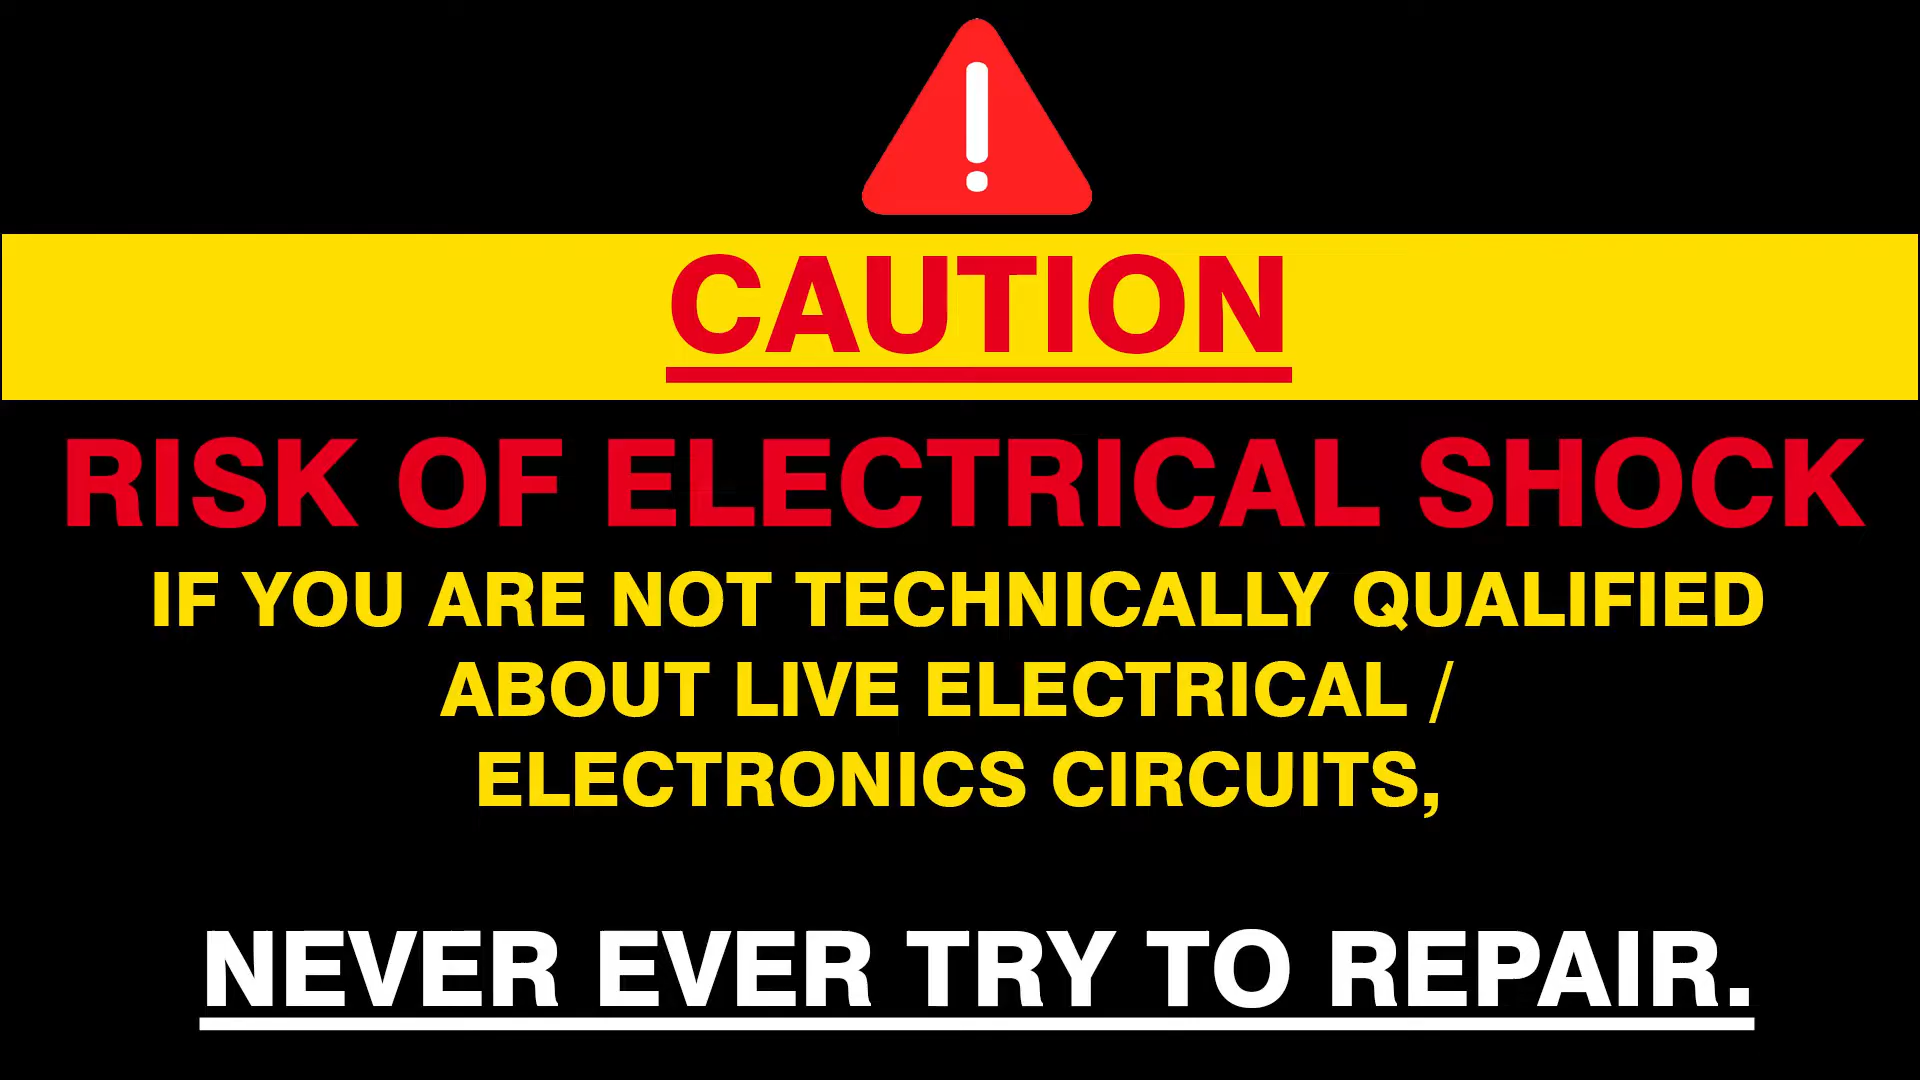 CAUTION
RISK OF ELECTRICAL SHOCK
IF YOU ARE NOT TECHNICALLY QUALIFIED
ABOUT LIVE ELECTRICAL /
ELECTRONICS CIRCUITS,
NEVER EVER TRY TO REPAIR.